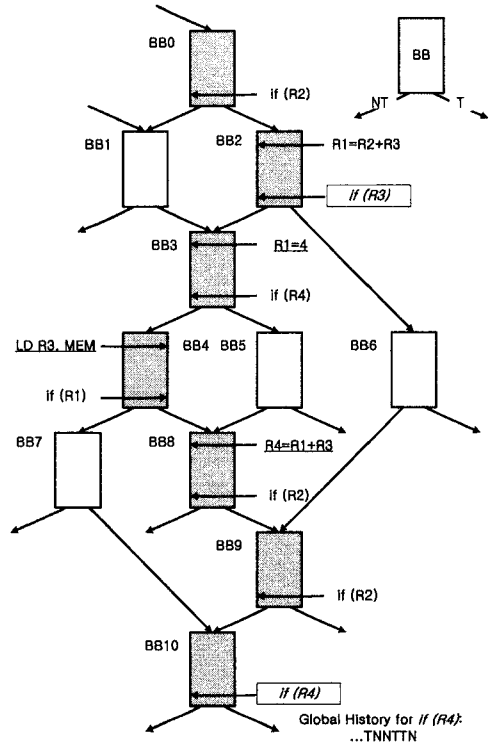 BB0
if (R2)
BB
NT T
BB1
BB2
R1=R2+R3
if (R3)
BB3
R1=4
if (R4)
LD R3, MEM
BB4
BB5
BB6
if (R1)
BB7
BB8
R4=R1+R3
if (R2)
BB9
if (R2)
BB10
if (R4)
Global History for if (R4):
...TNNTTN